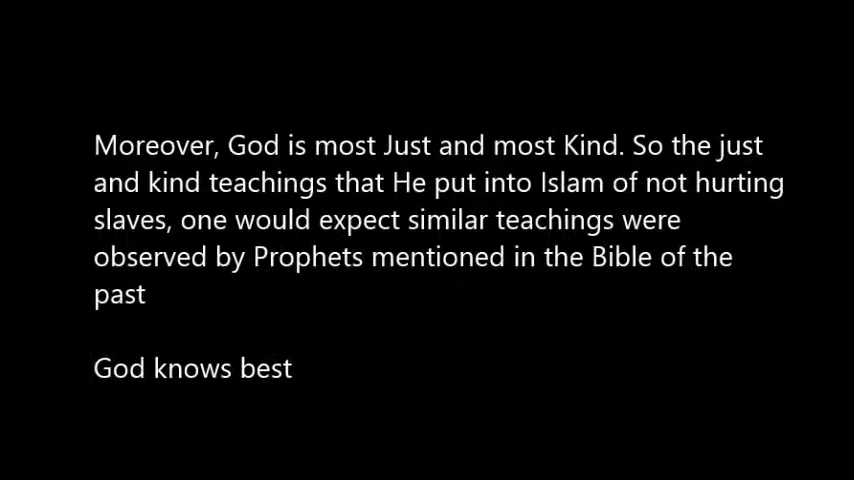 Moreover, God is most Just and most Kind. So the just
and kind teachings that He put into Islam of not hurting
slaves, one would expect similar teachings were
observed by Prophets mentioned in the Bible of the
past
God knows best